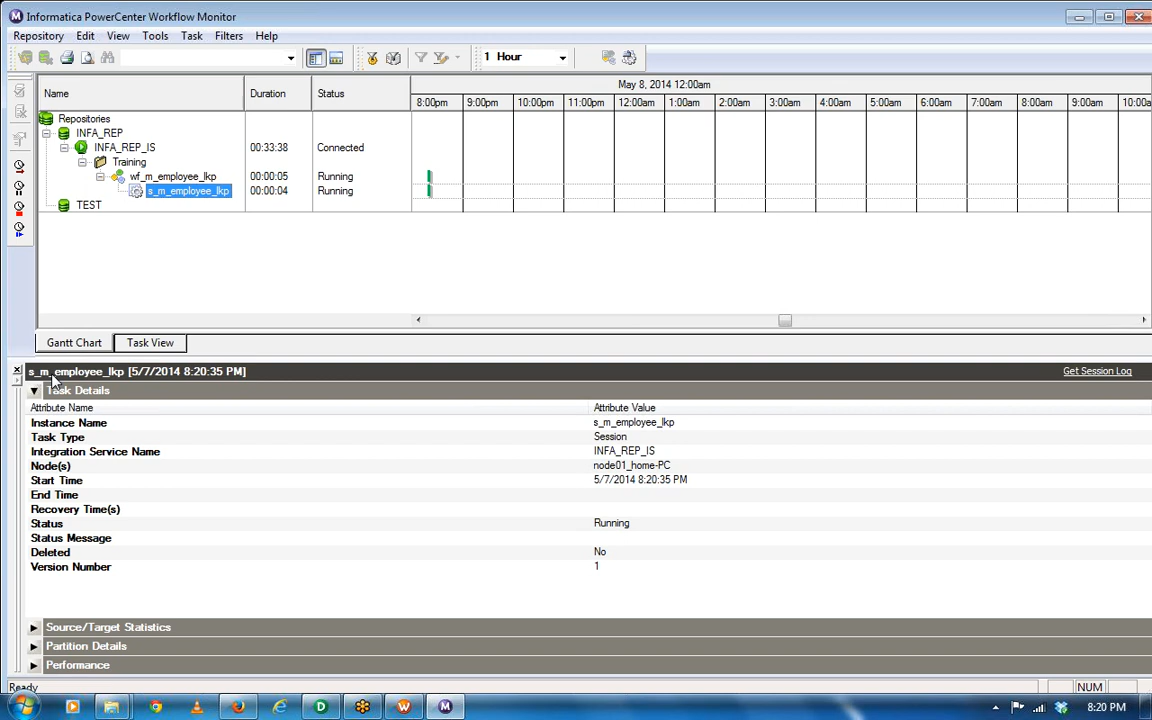 Informatica PowerCenter Workflow Monitor
Repository Edit View Tools Task Filters Help
1 Hour
Name Duration Status May 8, 2014 12:00am
8:00pm 9:00pm 10:00pm 11:00pm 12:00am 1:00am 2:00am 3:00am 4:00am 5:00am 6:00am 7:00am 8:00am 9:00am 10:00a
Repositories
INFA_REP
INFA_REP_IS 00:33:38 Connected
Training
wf_m_employee_lkp 00:00:05 Running
s_m_employee_lkp 00:00:04 Running
TEST
Gantt Chart Task View
s_m_employee_lkp [5/7/2014 8:20:35 PM] Get Session Log
Task Details
Attribute Name Attribute Value
Instance Name s_m_employee_lkp
Task Type Session
Integration Service Name INFA_REP_IS
Node(s) node01_home-PC
Start Time 5/7/2014 8:20:35 PM
End Time
Recovery Time(s)
Status Running
Status Message
Deleted No
Version Number 1
Source/Target Statistics
Partition Details
Performance
Ready NUM
8:20 PM